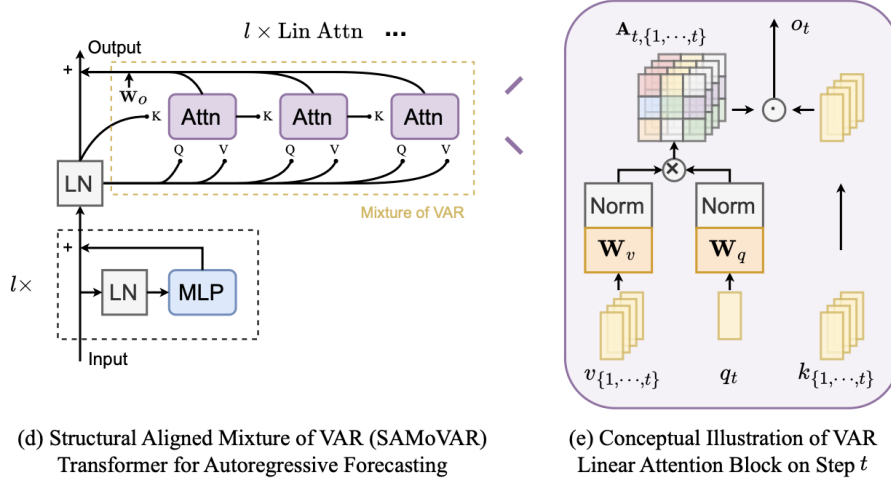 l × Lin Attn ...
Output
+
W_O
K
Attn
K
Attn
K
Attn
Q
V
Q
V
Q
V
LN
Mixture of VAR
+
l×
LN
MLP
Input
(d) Structural Aligned Mixture of VAR (SAMoVAR)
Transformer for Autoregressive Forecasting
A_{t,{1,⋯,t}}
o_t
Norm
Norm
W_v
W_q
v_{{1,⋯,t}}
q_t
k_{{1,⋯,t}}
(e) Conceptual Illustration of VAR
Linear Attention Block on Step t